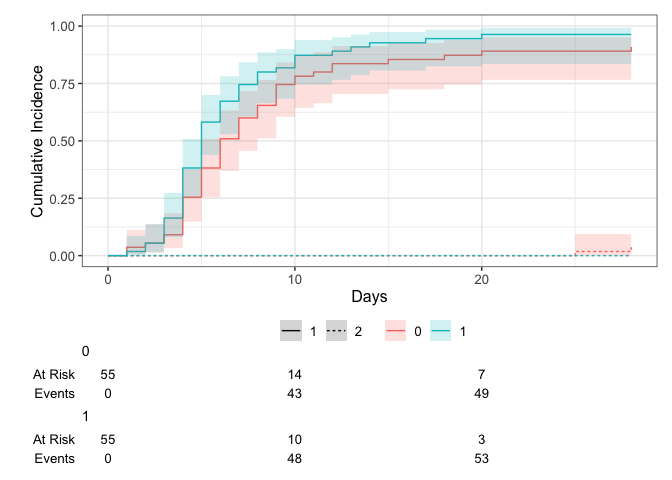 1.00
0.75
0.50
0.25
0.00
Cumulative Incidence
0 10 20
Days
1 2 0 1
0
At Risk 55 14 7
Events 0 43 49
1
At Risk 55 10 3
Events 0 48 53